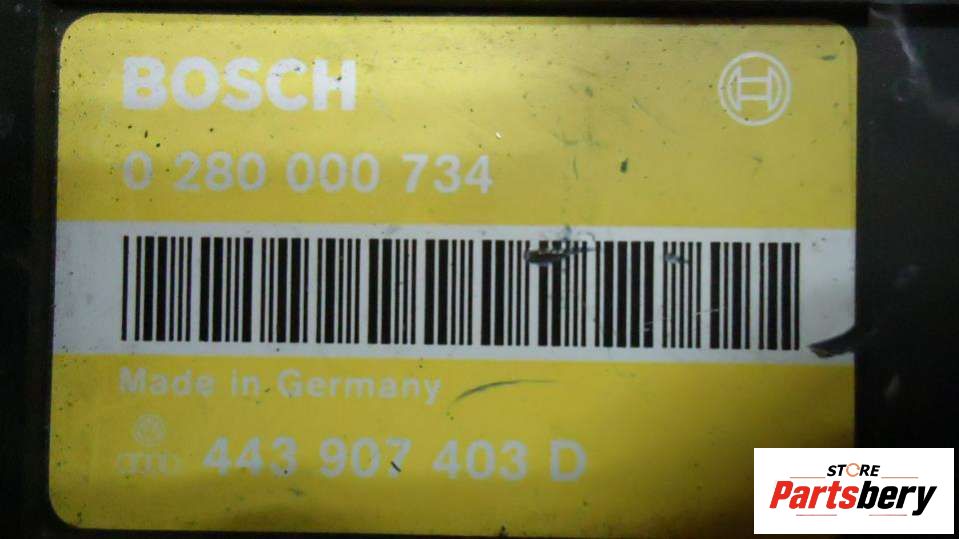 BOSCH
0 280 000 734
Made in Germany
443 907 403 D
STORE
Partsbery